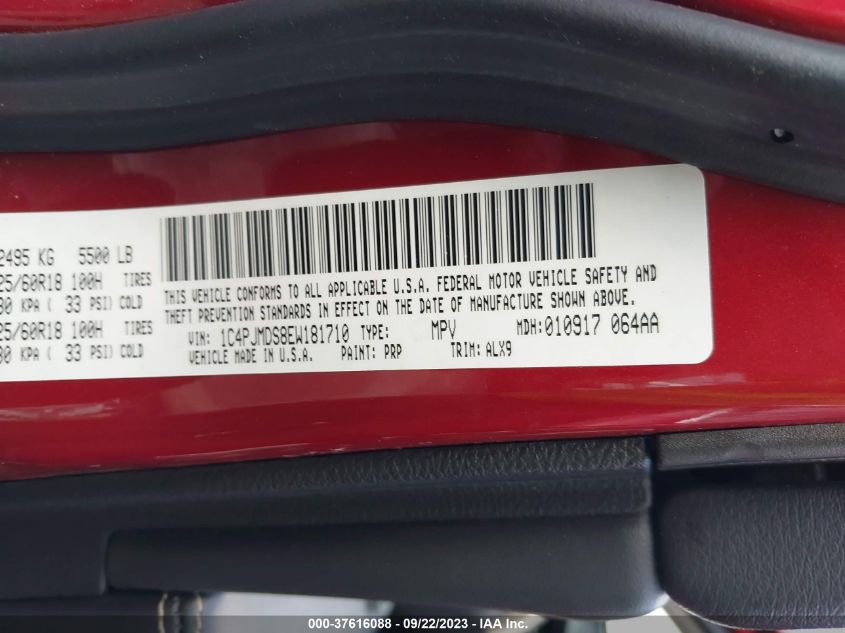 2495 KG 5500 LB
25/60R18 100H TIRES
30 KPA ( 33 PSI) COLD
25/60R18 100H TIRES
30 KPA ( 33 PSI) COLD
THIS VEHICLE CONFORMS TO ALL APPLICABLE U.S.A. FEDERAL MOTOR VEHICLE SAFETY AND
THEFT PREVENTION STANDARDS IN EFFECT ON THE DATE OF MANUFACTURE SHOWN ABOVE.
VIN: 1C4PJMDS8EW181710 TYPE: MPV MDH:010917 064AA
VEHICLE MADE IN U.S.A. PAINT: PRP TRIM: ALX9
000-37616088 - 09/22/2023 - IAA Inc.